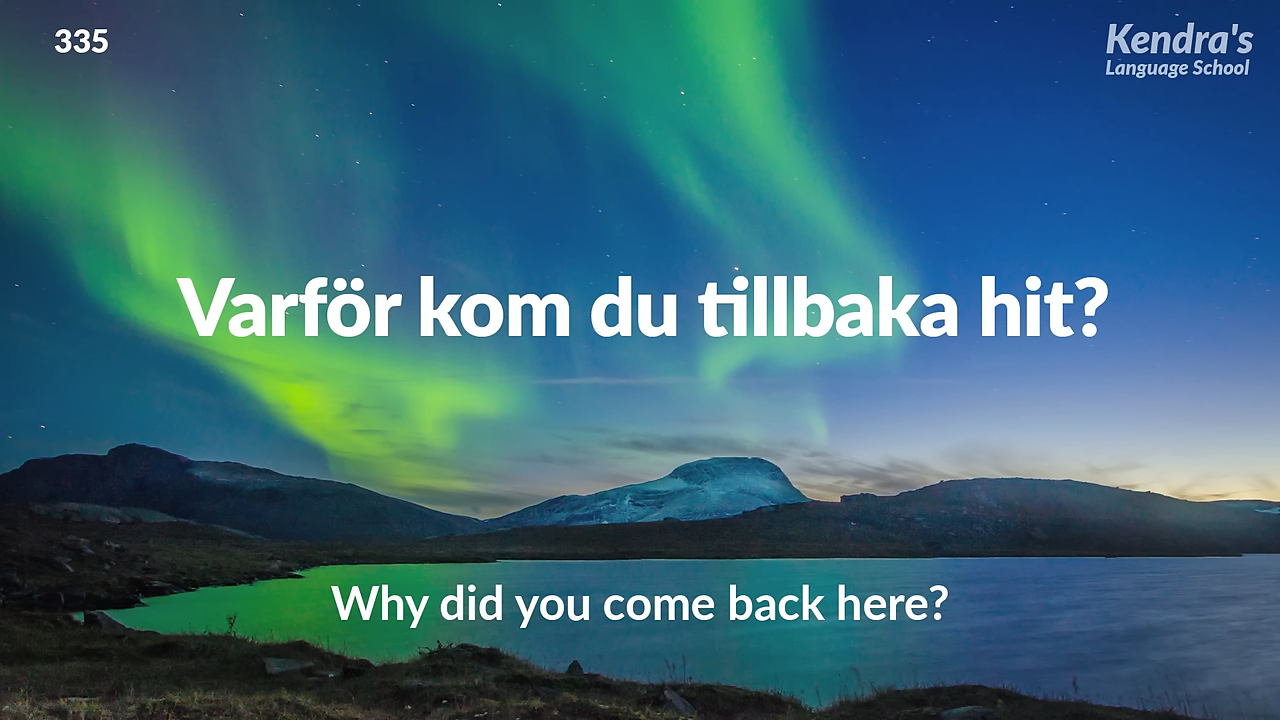 335
Kendra's
Language School
Varför kom du tillbaka hit?
Why did you come back here?